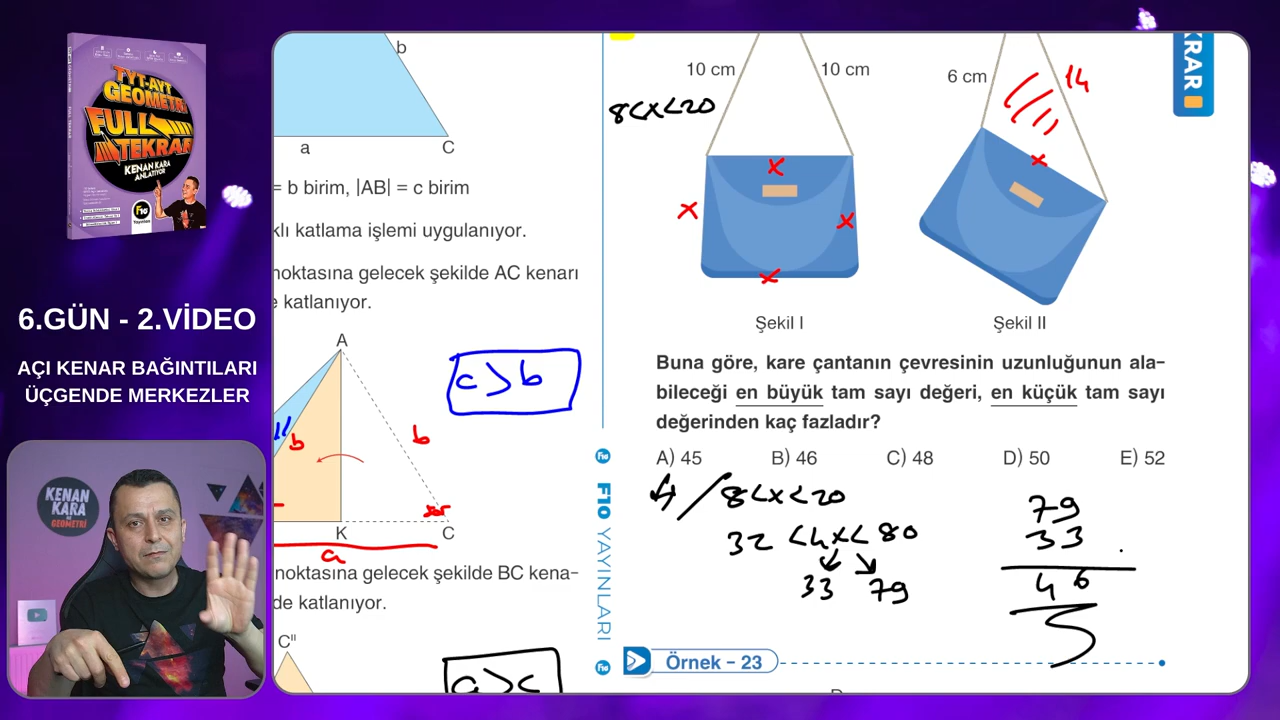 TYT-AYT
GEOMETRİ
FULL
TEKRAR
KENAN KARA
ANLATIYOR
F10
Yayınları
6.GÜN - 2.VİDEO
AÇI KENAR BAĞINTILARI
ÜÇGENDE MERKEZLER
KENAN
KARA
ile
GEOMETRİ
b
a
C
= b birim, |AB| = c birim
klı katlama işlemi uygulanıyor.
noktasına gelecek şekilde AC kenarı
e katlanıyor.
A
c > b
b
b
K
C
a
noktasına gelecek şekilde BC kena-
de katlanıyor.
C"
a > c
KRAR
10 cm
10 cm
8<x<20
x
x
x
x
Şekil I
6 cm
14
x
Şekil II
Buna göre, kare çantanın çevresinin uzunluğunun ala-
bileceği en büyük tam sayı değeri, en küçük tam sayı
değerinden kaç fazladır?
A) 45 B) 46 C) 48 D) 50 E) 52
4 / 8<x<20
32 <4x< 80
33 79
79
33
46
F10 YAYINLARI
Örnek - 23